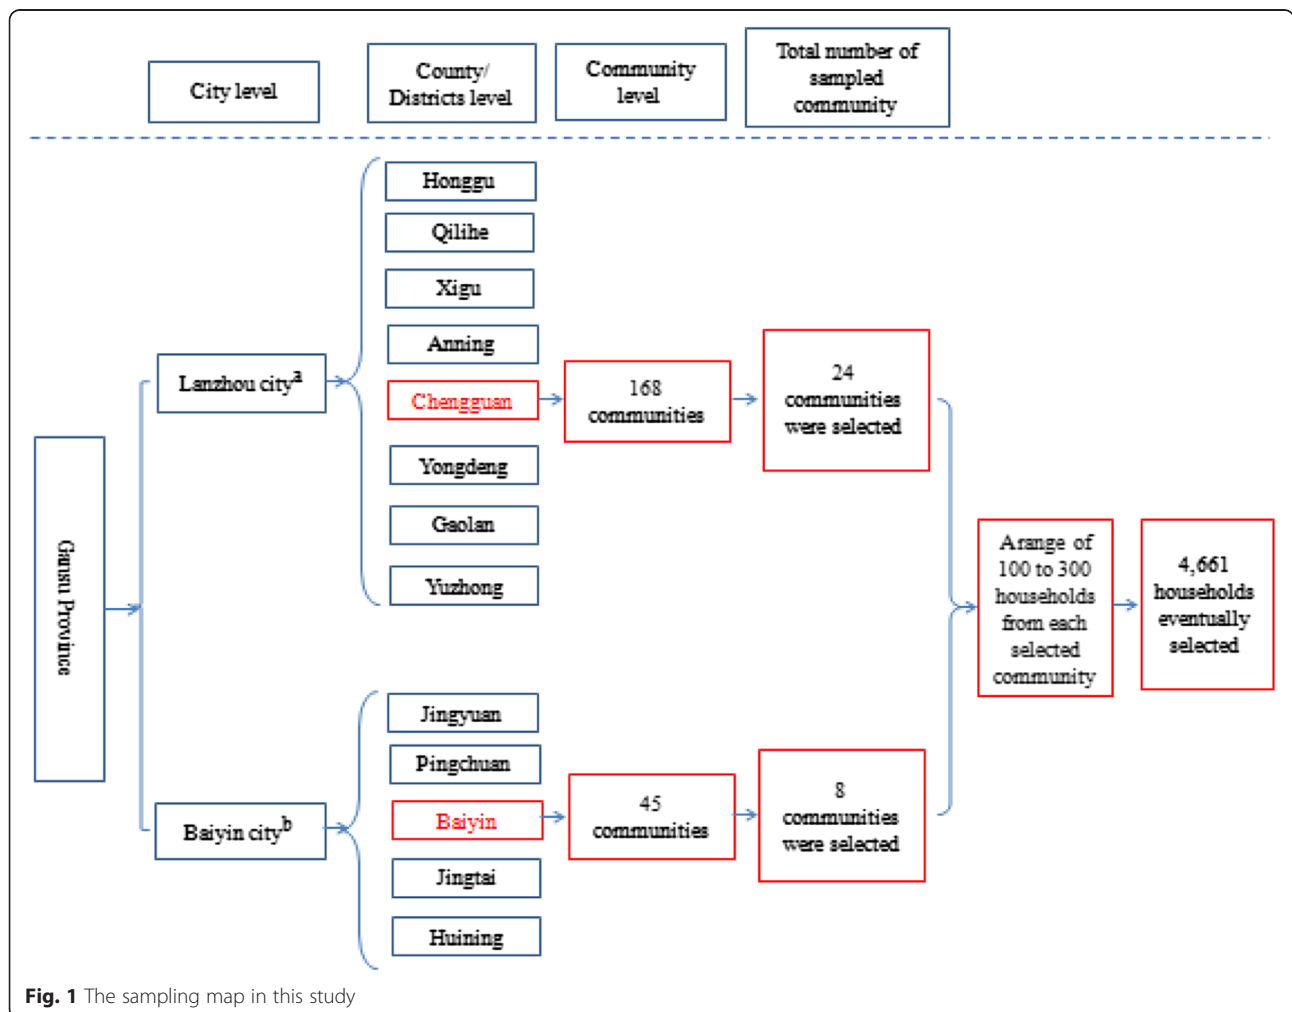 City level
County/
Districts level
Community
level
Total number of
sampled
community
Honggu
Qilihe
Xigu
Anning
Chengguan
Yongdeng
Gaolan
Yuzhong
Lanzhou cityª
168
communities
24
communities
were selected
Gansu Province
A range of
100 to 300
households
from each
selected
community
4,661
households
eventually
selected
Jingyuan
Pingchuan
Baiyin
Jingtai
Huining
Baiyin cityᵇ
45
communities
8
communities
were selected
Fig. 1 The sampling map in this study